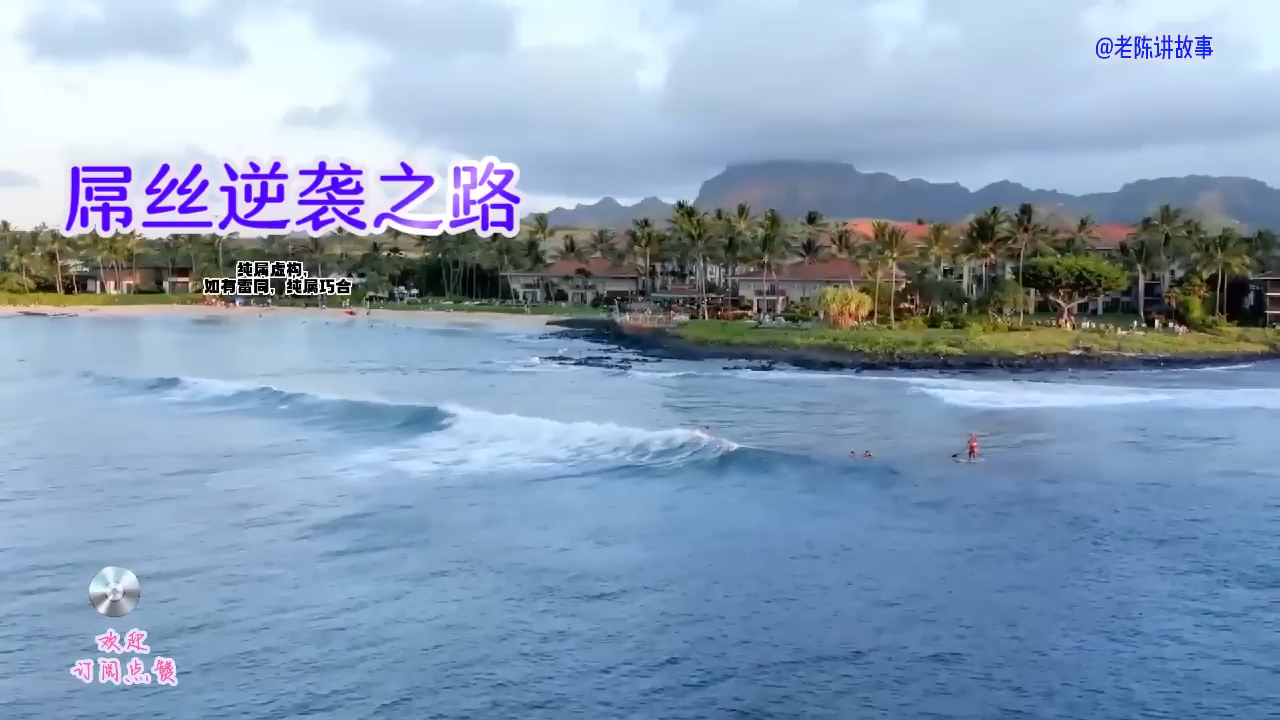 @老陈讲故事
屌丝逆袭之路
纯属虚构，
如有雷同，纯属巧合
欢迎
订阅点赞